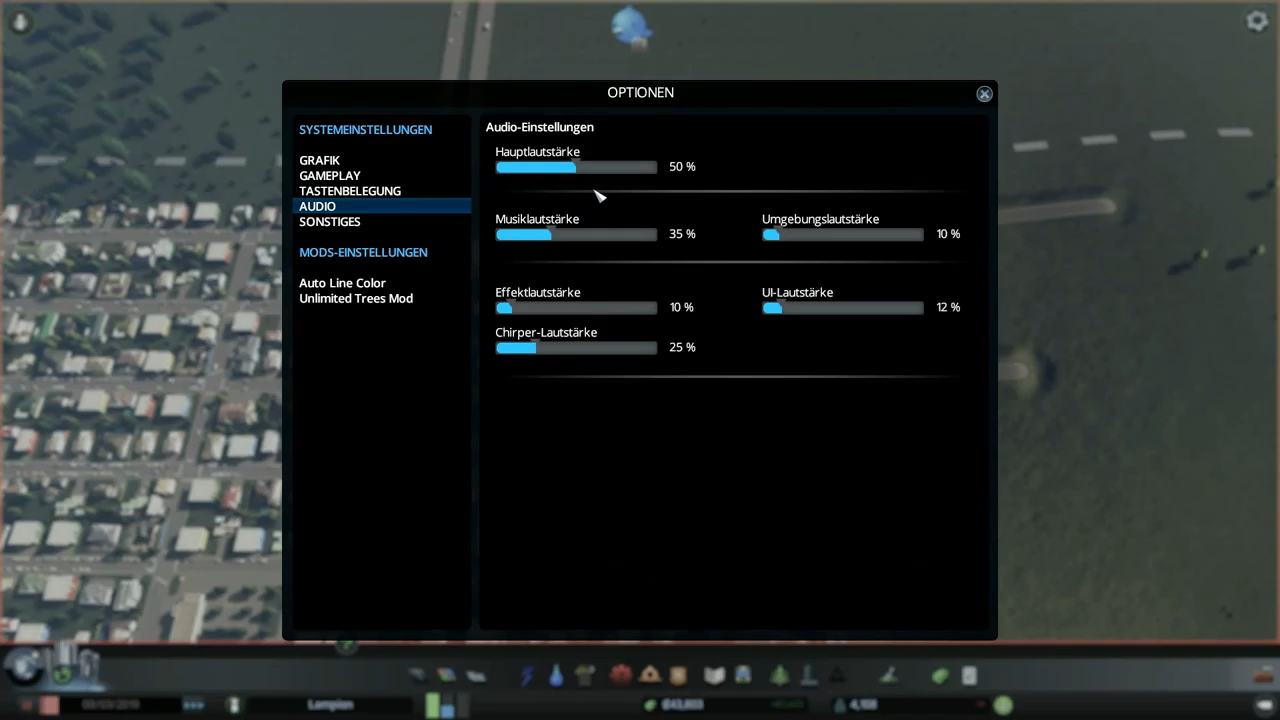 OPTIONEN
SYSTEMEINSTELLUNGEN
GRAFIK
GAMEPLAY
TASTENBELEGUNG
AUDIO
SONSTIGES
MODS-EINSTELLUNGEN
Auto Line Color
Unlimited Trees Mod
Audio-Einstellungen
Hauptlautstärke
50 %
Musiklautstärke
35 %
Umgebungslautstärke
10 %
Effektlautstärke
10 %
UI-Lautstärke
12 %
Chirper-Lautstärke
25 %
Lampion